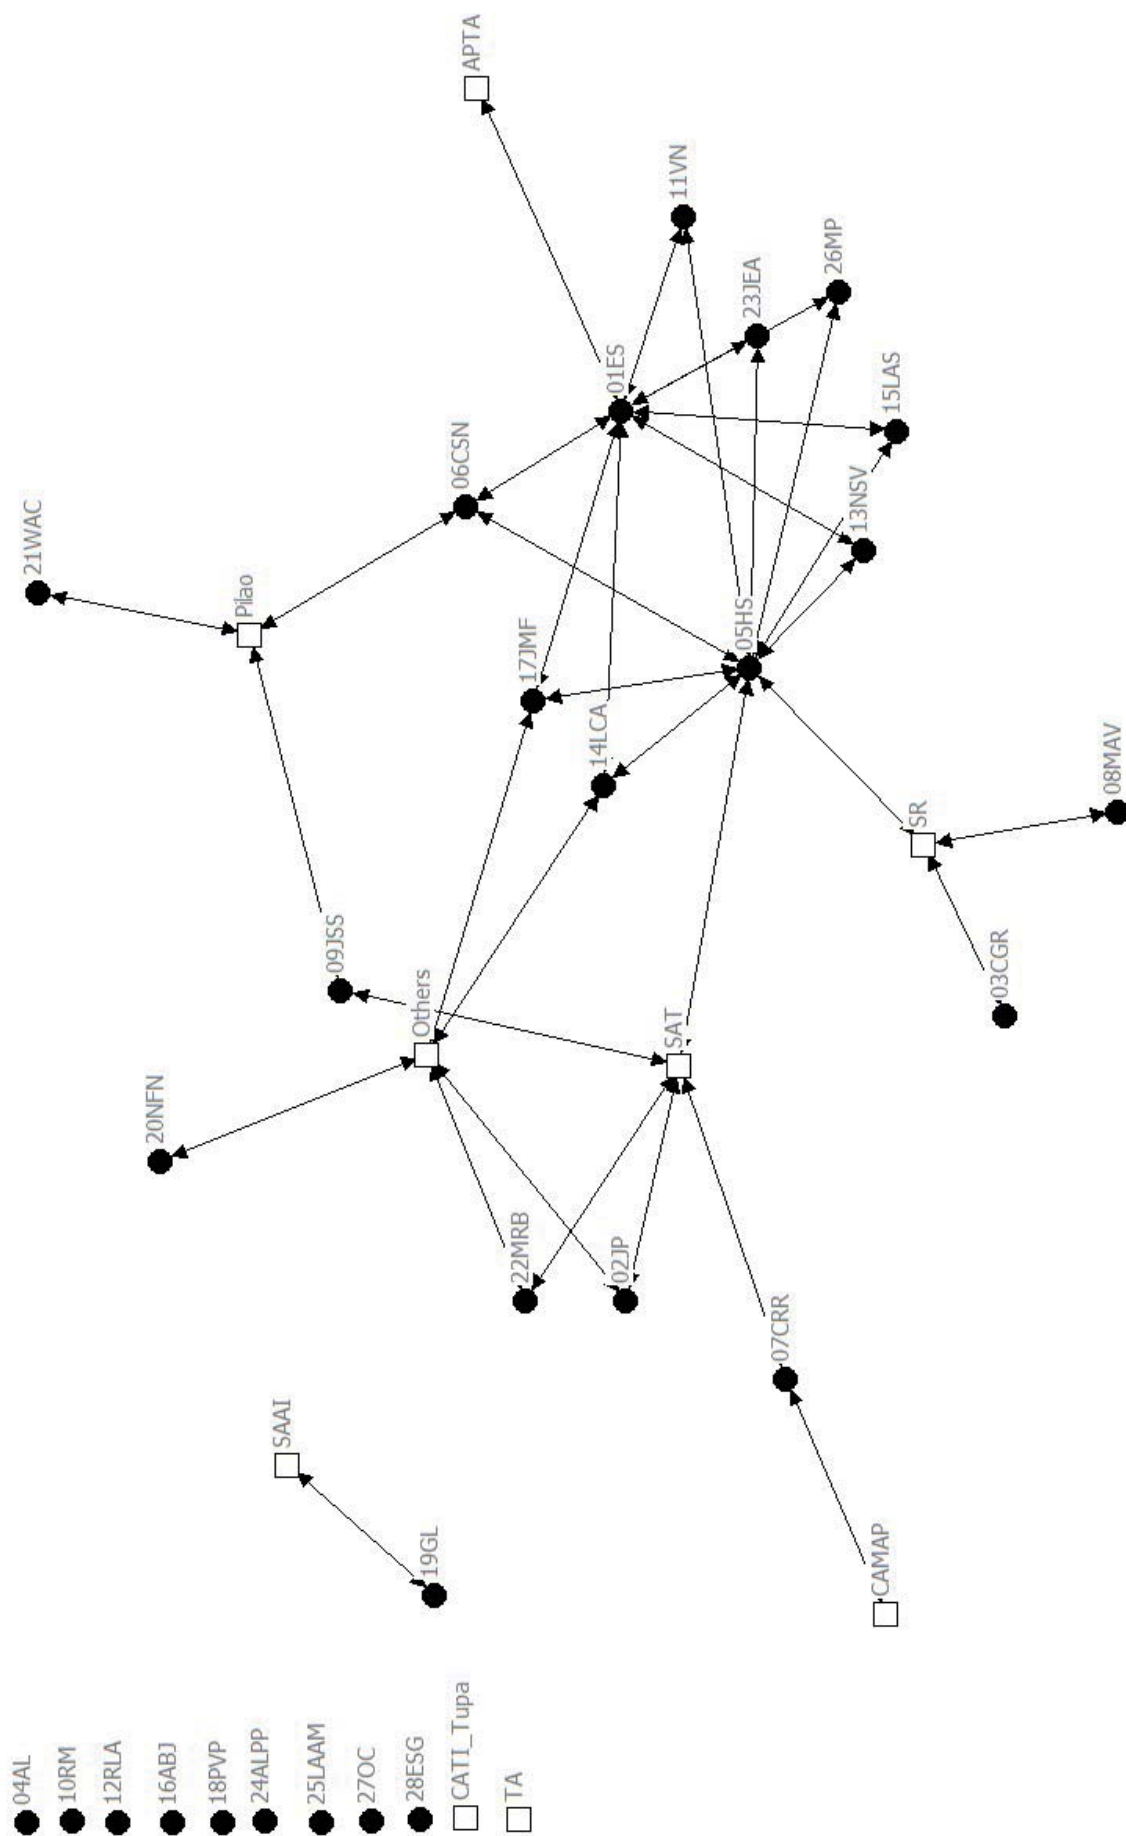 04AL
10RM
12RLA
16ABJ
18PVP
24ALPP
25LAAM
27OC
28ESG
CATI_Tupa
TA
SAAI
19GL
CAMAP
07CRR
20NFN
22MRB
02JP
09JSS
Others
SAT
03CGR
SR
08MAV
21WAC
Pilao
17JMF
14LCA
05HS
06CSN
01ES
13NSV
15LAS
23JEA
26MP
11VN
APTA